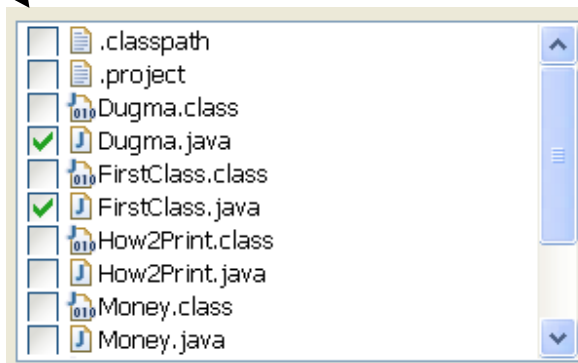 .classpath
.project
Dugma.class
Dugma.java
FirstClass.class
FirstClass.java
How2Print.class
How2Print.java
Money.class
Money.java